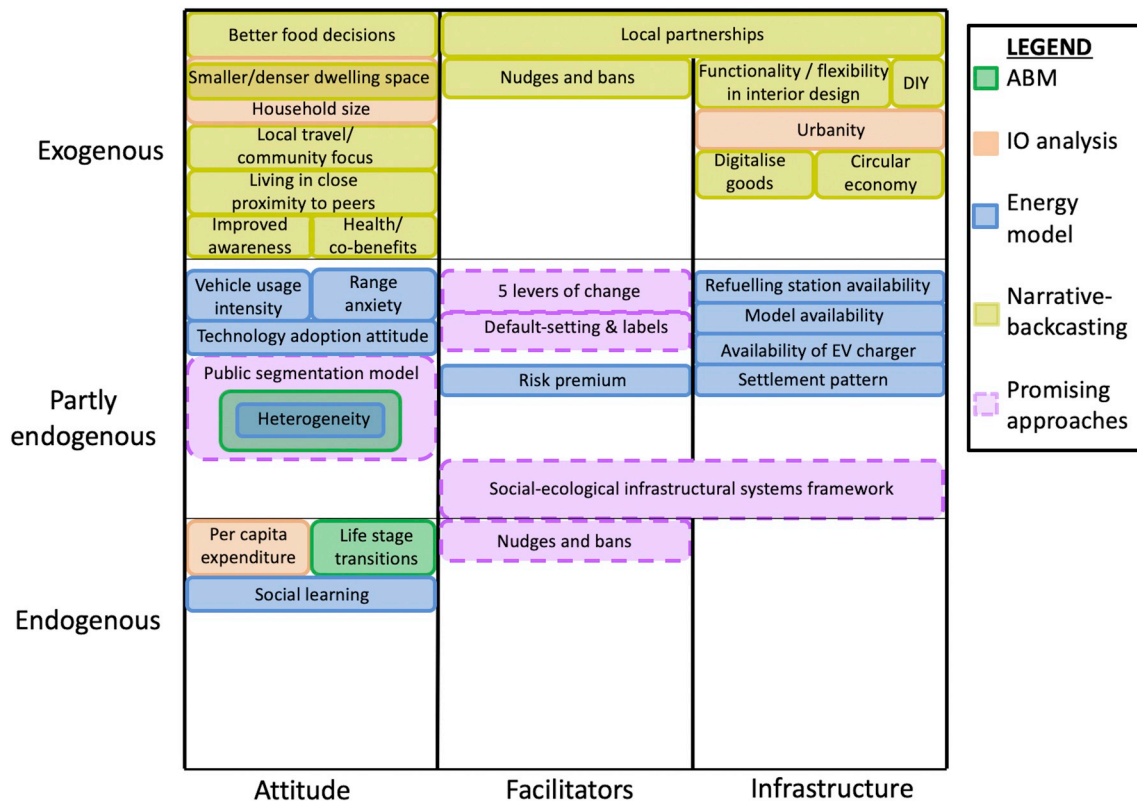 Better food decisions
Local partnerships
Smaller/denser dwelling space
Nudges and bans
Functionality / flexibility
in interior design
DIY
Household size
Exogenous
Local travel/
community focus
Urbanity
Living in close
proximity to peers
Digitalise
goods
Circular
economy
Improved
awareness
Health/
co-benefits
Vehicle usage
intensity
Range
anxiety
5 levers of change
Refuelling station availability
Technology adoption attitude
Default-setting & labels
Model availability
Availability of EV charger
Public segmentation model
Risk premium
Settlement pattern
Partly
endogenous
Heterogeneity
Social-ecological infrastructural systems framework
Per capita
expenditure
Life stage
transitions
Nudges and bans
Social learning
Endogenous
Attitude
Facilitators
Infrastructure
LEGEND
ABM
IO analysis
Energy
model
Narrative-
backcasting
Promising
approaches